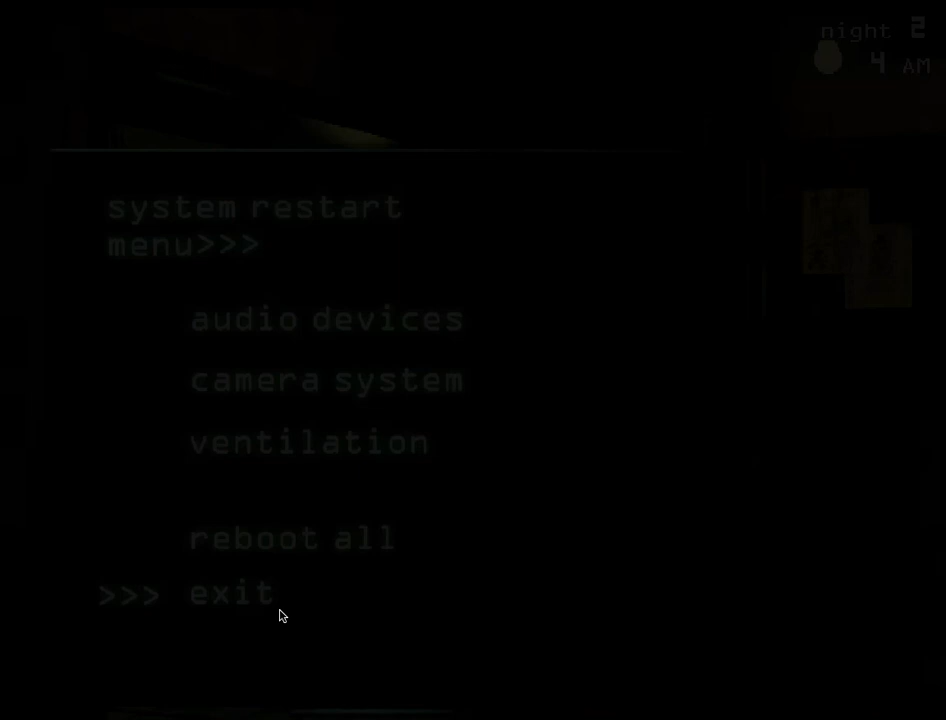 night 2
4 AM
system restart
menu>>>
audio devices
camera system
ventilation
reboot all
>>> exit